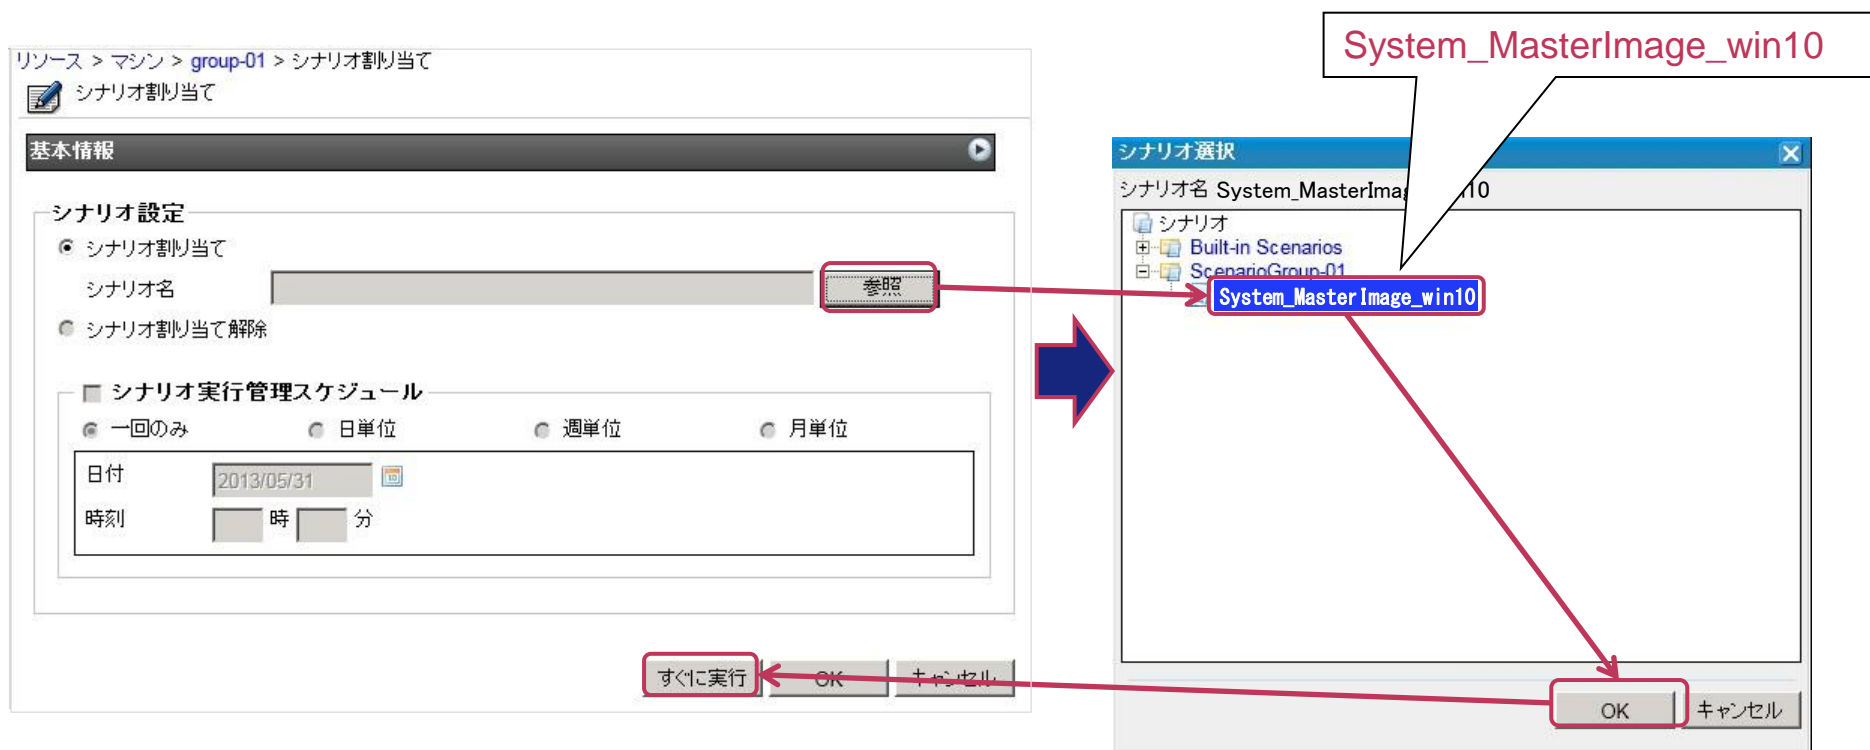 リソース > マシン > group-01 > シナリオ割り当て
シナリオ割り当て
基本情報
シナリオ設定
シナリオ割り当て
シナリオ名
参照
シナリオ割り当て解除
シナリオ実行管理スケジュール
一回のみ 日単位 週単位 月単位
日付 2013/05/31
時刻 時 分
すぐに実行 OK キャンセル
System_MasterImage_win10
シナリオ選択
シナリオ名 System_MasterImage_win10
シナリオ
Built-in Scenarios
ScenarioGroup-01
System_MasterImage_win10
OK キャンセル